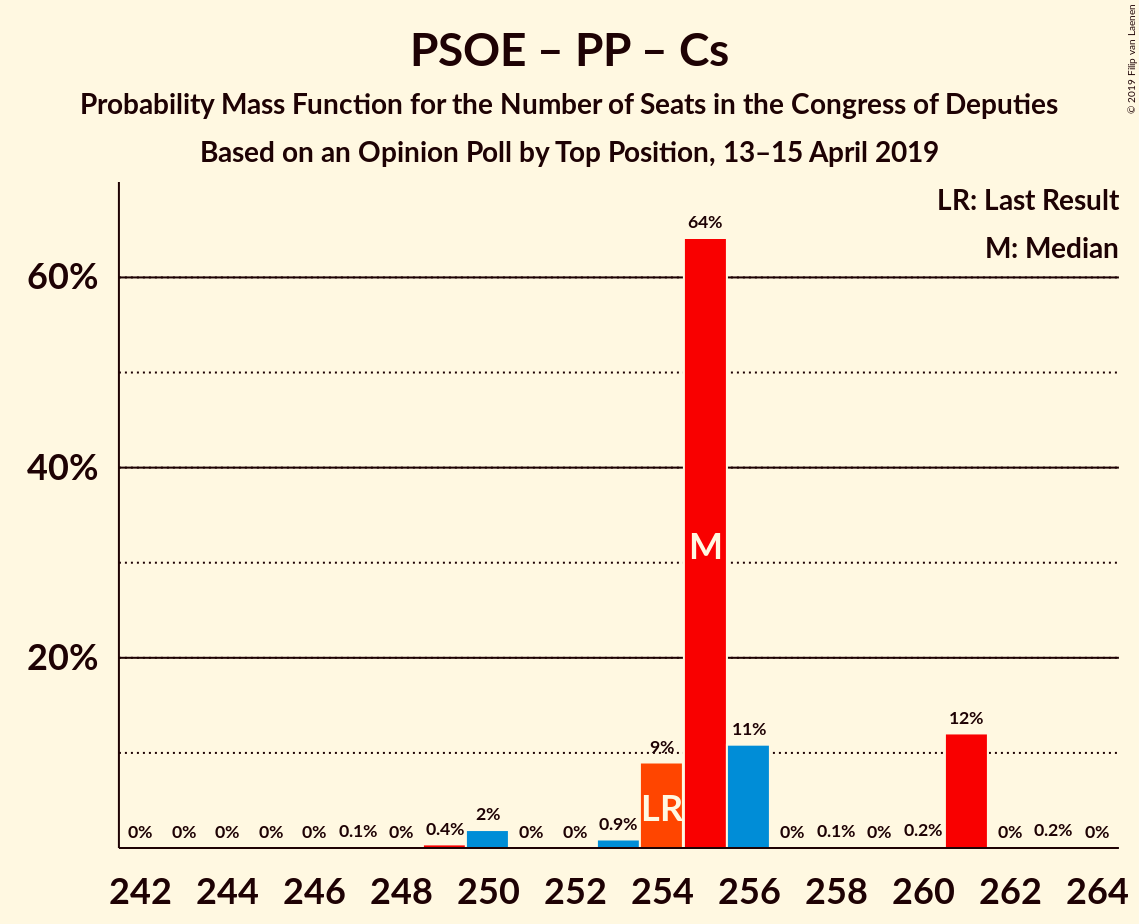 PSOE – PP – Cs
Probability Mass Function for the Number of Seats in the Congress of Deputies
Based on an Opinion Poll by Top Position, 13–15 April 2019
© 2019 Filip van Laenen
LR: Last Result
M: Median
60%
40%
20%
0% 0% 0% 0% 0% 0.1% 0% 0.4% 2% 0% 0% 0.9% 9% 64% 11% 0% 0.1% 0% 0.2% 12% 0% 0.2% 0%
M
LR
242 244 246 248 250 252 254 256 258 260 262 264